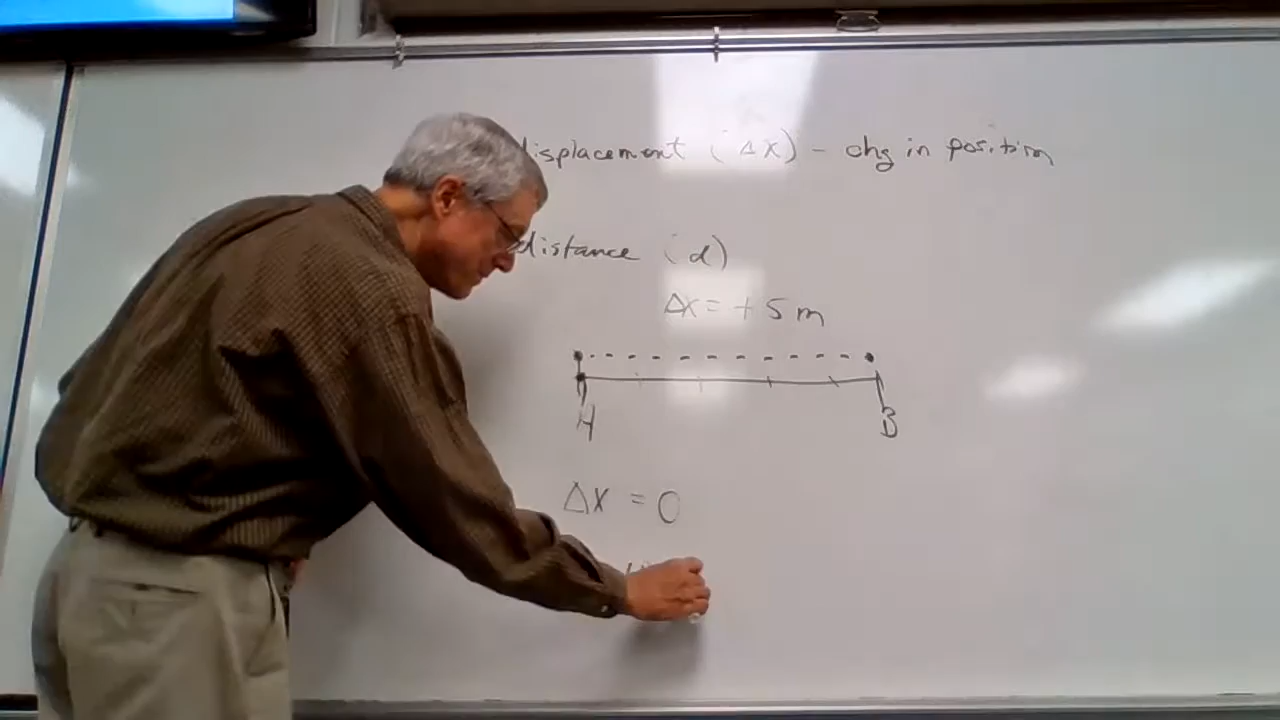 displacement (Δx) - chg in position
distance (d)
Δx = + 5 m
A B
Δx = 0